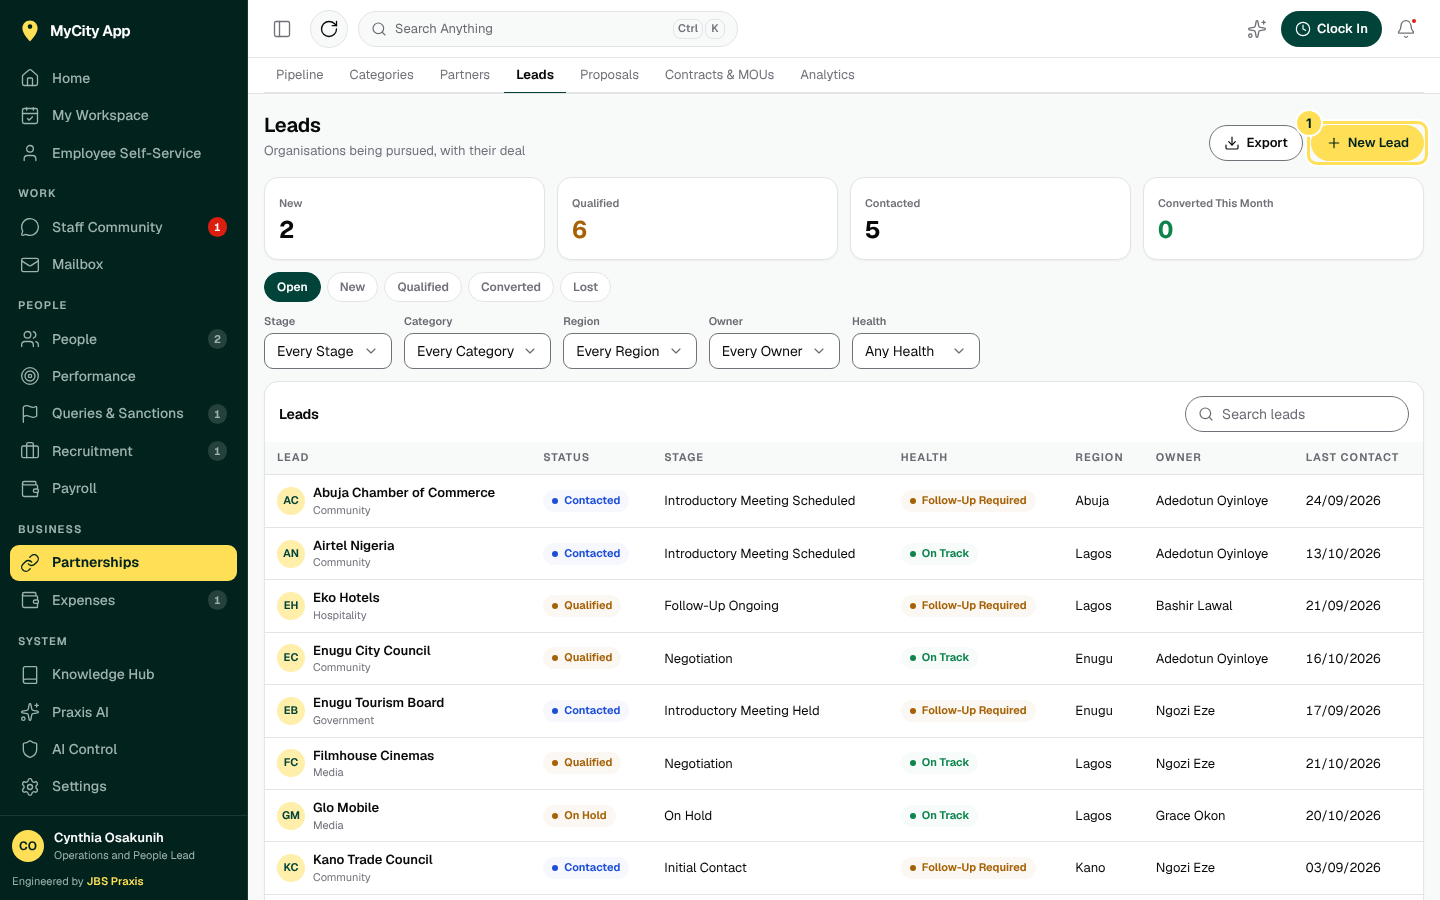 MyCity App
Home
My Workspace
Employee Self-Service
WORK
Staff Community 1
Mailbox
PEOPLE
People 2
Performance
Queries & Sanctions 1
Recruitment 1
Payroll
BUSINESS
Partnerships
Expenses 1
SYSTEM
Knowledge Hub
Praxis AI
AI Control
Settings
CO
Cynthia Osakunih
Operations and People Lead
Engineered by JBS Praxis
Search Anything Ctrl K
Clock In
Pipeline Categories Partners Leads Proposals Contracts & MOUs Analytics
Leads
Organisations being pursued, with their deal
Export
1
New Lead
New
2
Qualified
6
Contacted
5
Converted This Month
0
Open New Qualified Converted Lost
Stage Category Region Owner Health
Every Stage Every Category Every Region Every Owner Any Health
Leads
Search leads
LEAD STATUS STAGE HEALTH REGION OWNER LAST CONTACT
AC Abuja Chamber of Commerce Contacted Introductory Meeting Scheduled Follow-Up Required Abuja Adedotun Oyinloye 24/09/2026
Community
AN Airtel Nigeria Contacted Introductory Meeting Scheduled On Track Lagos Adedotun Oyinloye 13/10/2026
Community
EH Eko Hotels Qualified Follow-Up Ongoing Follow-Up Required Lagos Bashir Lawal 21/09/2026
Hospitality
EC Enugu City Council Qualified Negotiation On Track Enugu Adedotun Oyinloye 16/10/2026
Community
EB Enugu Tourism Board Contacted Introductory Meeting Held Follow-Up Required Enugu Ngozi Eze 17/09/2026
Government
FC Filmhouse Cinemas Qualified Negotiation On Track Lagos Ngozi Eze 21/10/2026
Media
GM Glo Mobile On Hold On Hold On Track Lagos Grace Okon 20/10/2026
Media
KC Kano Trade Council Contacted Initial Contact Follow-Up Required Kano Ngozi Eze 03/09/2026
Community